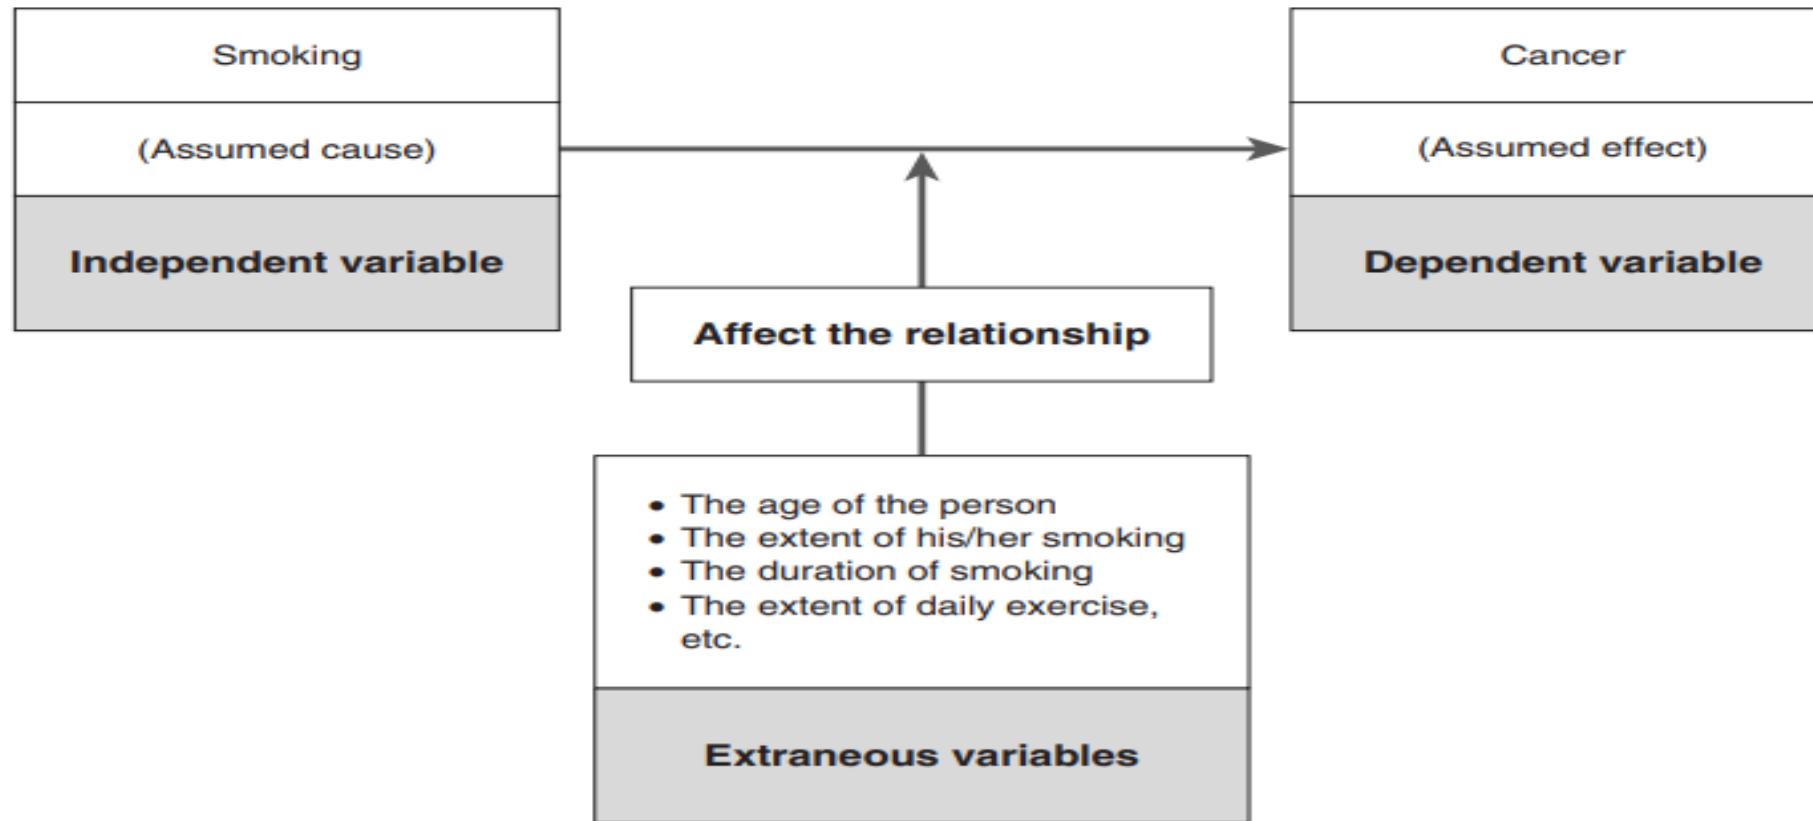 Smoking
(Assumed cause)
Independent variable
Cancer
(Assumed effect)
Dependent variable
Affect the relationship
• The age of the person
• The extent of his/her smoking
• The duration of smoking
• The extent of daily exercise,
etc.
Extraneous variables